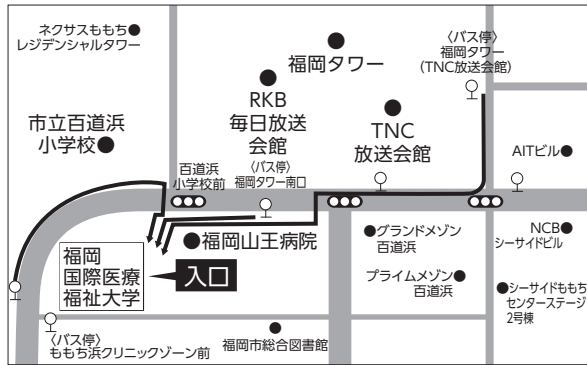 ネクサスももち
レジデンシャルタワー
〈バス停〉
福岡タワー
(TNC放送会館)
福岡タワー
RKB
毎日放送
会館
市立百道浜
小学校
TNC
放送会館
百道浜
小学校前
〈バス停〉
福岡タワー南口
AITビル
福岡山王病院
グランドメゾン
百道浜
NCB
シーサイドビル
福岡
国際医療
福祉大学
入口
プライムメゾン
百道浜
シーサイドももち
センターステージ
2号棟
〈バス停〉
ももち浜クリニックゾーン前
福岡市総合図書館